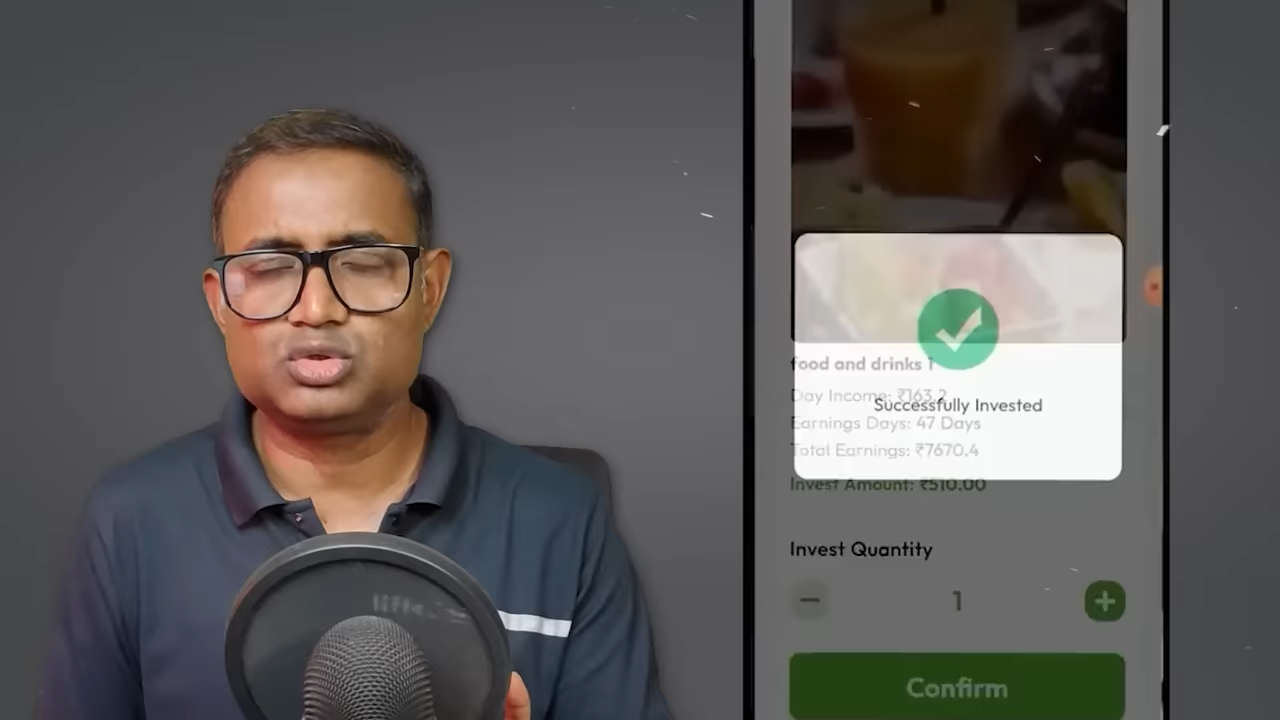 food and drinks 1
Day Income: ₹163.2
Successfully Invested
Earnings Days: 47 Days
Total Earnings: ₹7670.4
Invest Amount: ₹510.00
Invest Quantity
− 1 +
Confirm